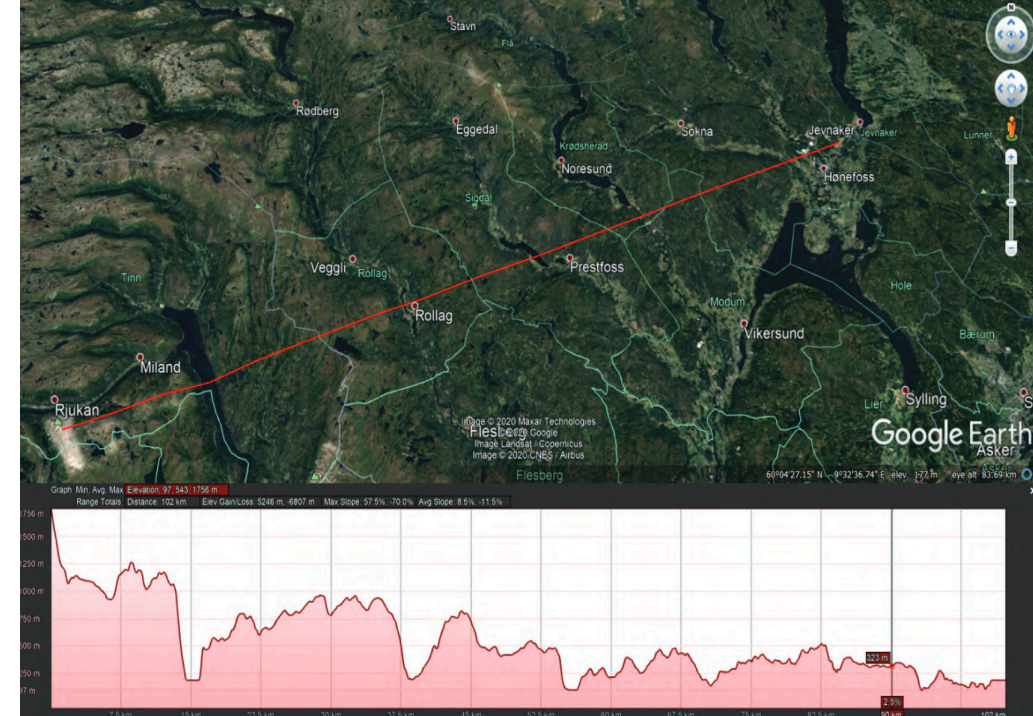 N
Stavn
Flå
Rødberg
Eggedal
Sokna
Jevnaker
Jevnaker
Lunner
Krødsherad
Noresund
Hønefoss
Sigdal
Veggli
Rollag
Prestfoss
Tinn
Hole
Rollag
Modum
Vikersund
Bærum
Miland
Rjukan
Lier
Sylling
S
Image © 2020 Maxar Technologies
© 2020 Google
Image Landsat / Copernicus
Image © 2020 CNES / Airbus
Google Earth
Asker
Asker
Flesberg
60°04'27.15" N 9°32'36.74" E elev 177 m eye alt 83.69 km
Graph: Min, Avg, Max Elevation: 97, 543, 1756 m
Range Totals: Distance: 102 km Elev Gain/Loss: 5246 m, -6807 m Max Slope: 57.5%, -70.0% Avg Slope: 8.5%, -11.5%
1756 m
1500 m
1250 m
1000 m
750 m
500 m
250 m
97 m
323 m
2.5%
7.5 km 15 km 22.5 km 30 km 37.5 km 45 km 52.5 km 60 km 67.5 km 75 km 82.5 km 90 km 102 km